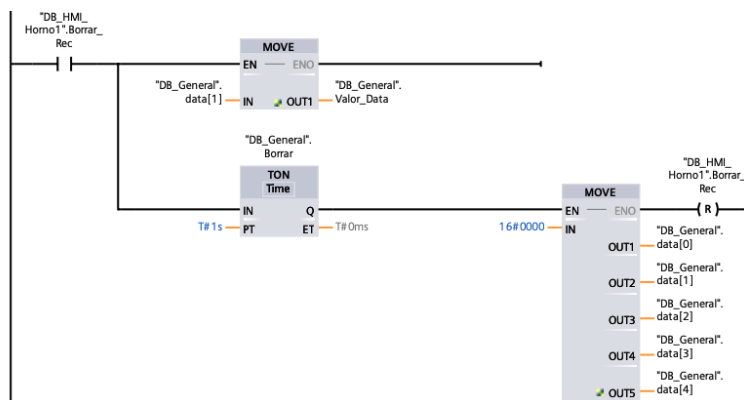 "DB_HMI_
Horno1".Borrar_
Rec
MOVE
EN ENO
"DB_General".
data[1]
IN OUT1
"DB_General".
Valor_Data
"DB_General".
Borrar
TON
Time
IN Q
T#1s PT ET T#0ms
MOVE
EN ENO
16#0000 IN
"DB_HMI_
Horno1".Borrar_
Rec
R
OUT1
"DB_General".
data[0]
OUT2
"DB_General".
data[1]
OUT3
"DB_General".
data[2]
OUT4
"DB_General".
data[3]
OUT5
"DB_General".
data[4]